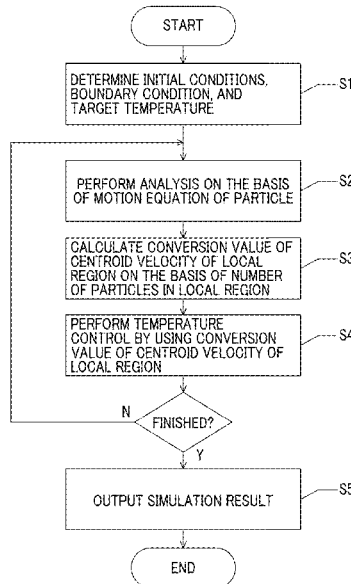 START
DETERMINE INITIAL CONDITIONS,
BOUNDARY CONDITION, AND
TARGET TEMPERATURE
S1
PERFORM ANALYSIS ON THE BASIS
OF MOTION EQUATION OF PARTICLE
S2
CALCULATE CONVERSION VALUE OF
CENTROID VELOCITY OF LOCAL
REGION ON THE BASIS OF NUMBER
OF PARTICLES IN LOCAL REGION
S3
PERFORM TEMPERATURE
CONTROL BY USING CONVERSION
VALUE OF CENTROID VELOCITY OF
LOCAL REGION
S4
N
FINISHED?
Y
OUTPUT SIMULATION RESULT
S5
END